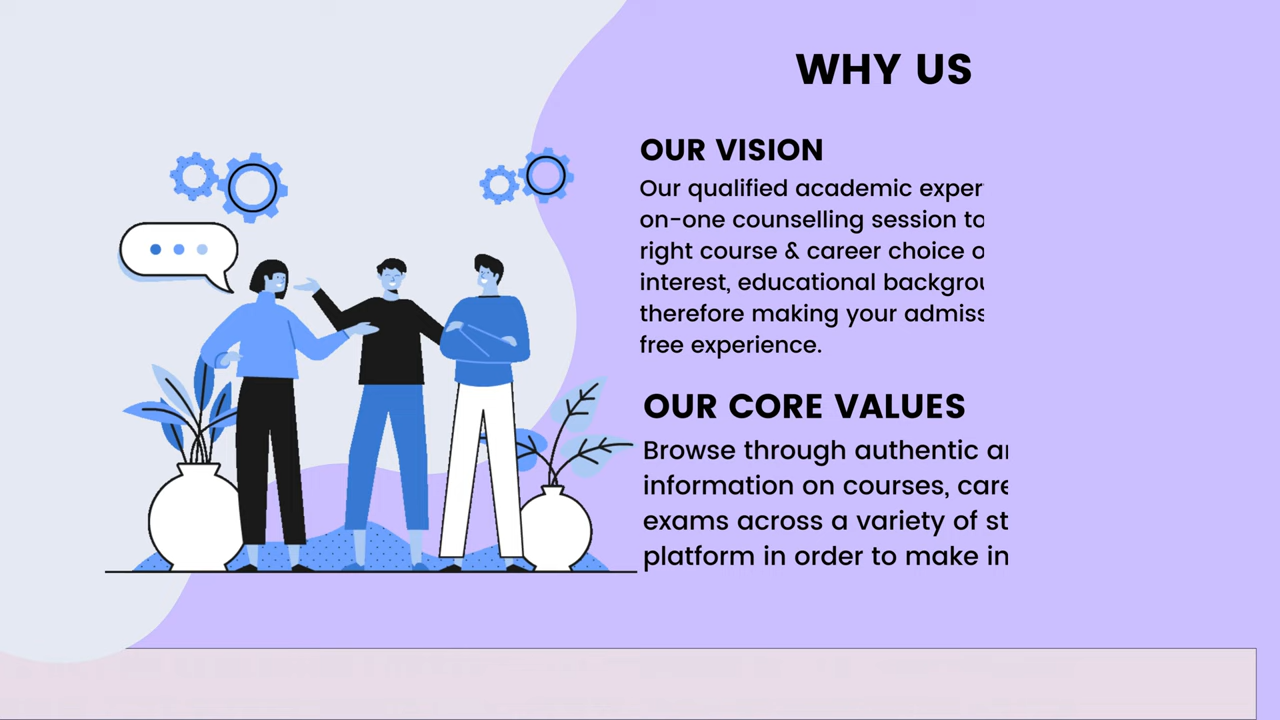 WHY US
OUR VISION
Our qualified academic exper
on-one counselling session to
right course & career choice o
interest, educational backgrou
therefore making your admiss
free experience.
OUR CORE VALUES
Browse through authentic
information on courses, care
exams across a variety of st
platform in order to make in